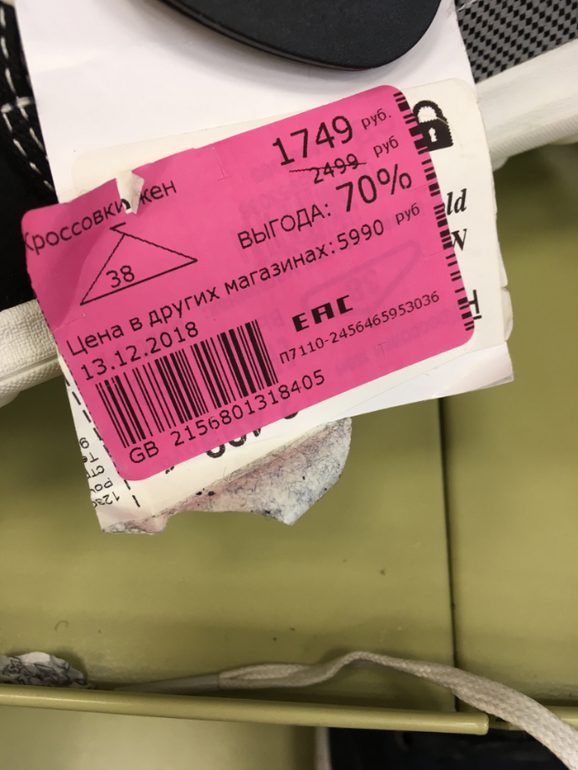 1749 руб.
2499 руб
Кроссовки жен
ВЫГОДА: 70%
38
Цена в других магазинах: 5990 руб
13.12.2018
EAC
П7110-2456465953036
GB 2156801318405
ld
W